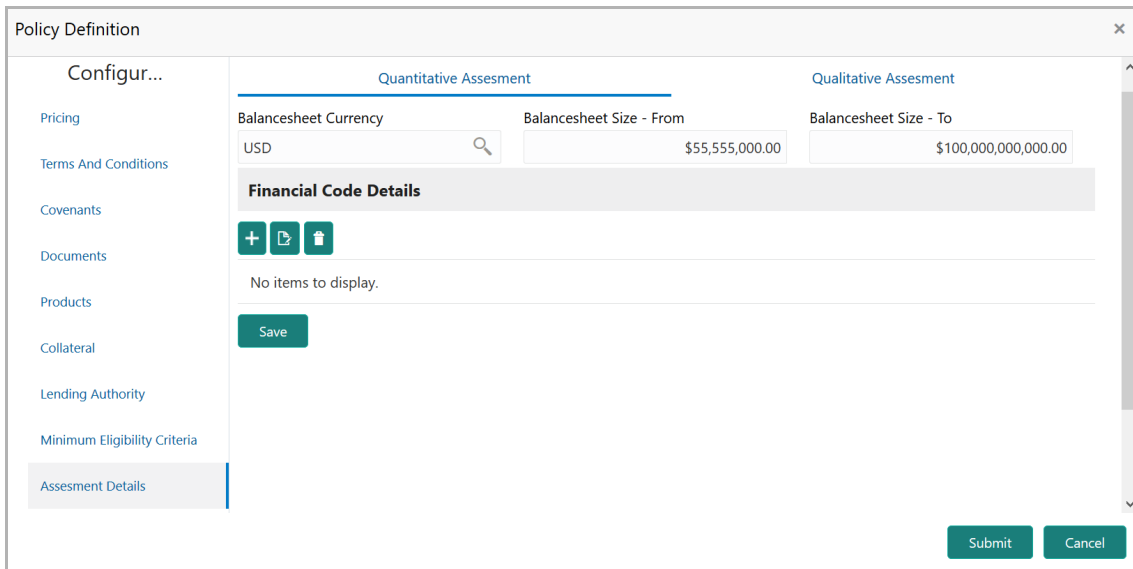 Policy Definition
×
Configur...
Pricing
Terms And Conditions
Covenants
Documents
Products
Collateral
Lending Authority
Minimum Eligibility Criteria
Assesment Details
Quantitative Assesment
Qualitative Assesment
Balancesheet Currency
Balancesheet Size - From
Balancesheet Size - To
USD
$55,555,000.00
$100,000,000,000.00
Financial Code Details
No items to display.
Save
Submit
Cancel